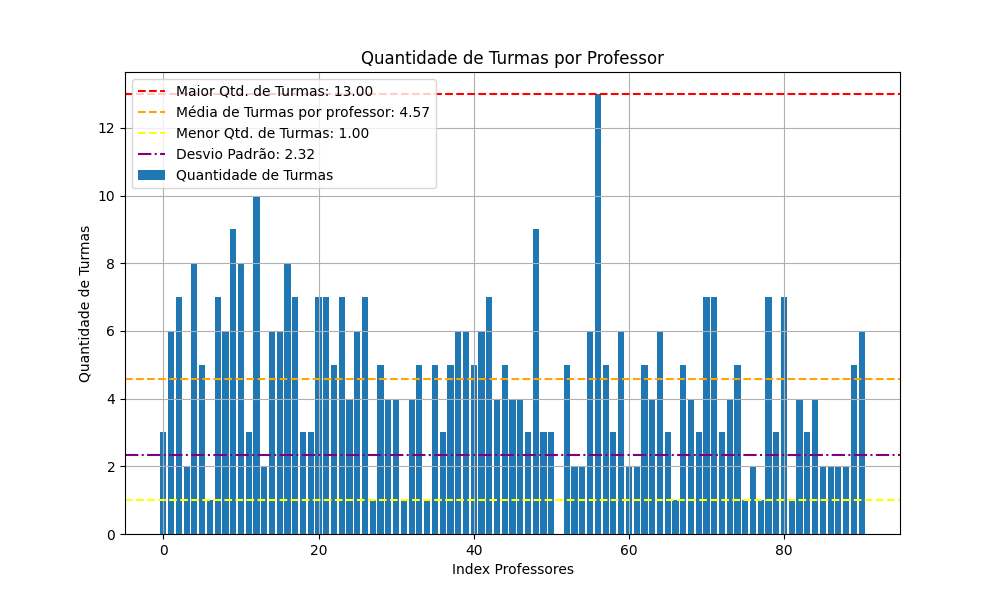 Quantidade de Turmas por Professor
Maior Qtd. de Turmas: 13.00
Média de Turmas por professor: 4.57
Menor Qtd. de Turmas: 1.00
Desvio Padrão: 2.32
Quantidade de Turmas
Quantidade de Turmas
12
10
8
6
4
2
0
0 20 40 60 80
Index Professores